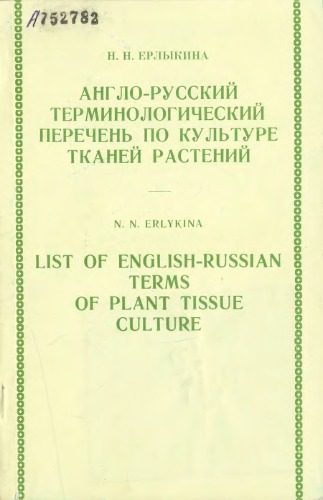 А752782
Н. Н. ЕРЛЫКИНА
АНГЛО-РУССКИЙ
ТЕРМИНОЛОГИЧЕСКИЙ
ПЕРЕЧЕНЬ ПО КУЛЬТУРЕ
ТКАНЕЙ РАСТЕНИЙ
N. N. ERLYKINA
LIST OF ENGLISH-RUSSIAN
TERMS
OF PLANT TISSUE
CULTURE